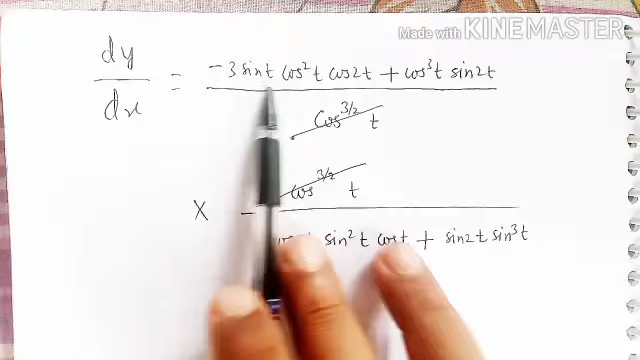 Made with KINEMASTER
dy/dx = -3 sint cos²t cos2t + cos³t sin2t
Cos^3/2 t
cos^3/2 t
× -
sin²t cost + sin2t sin³t